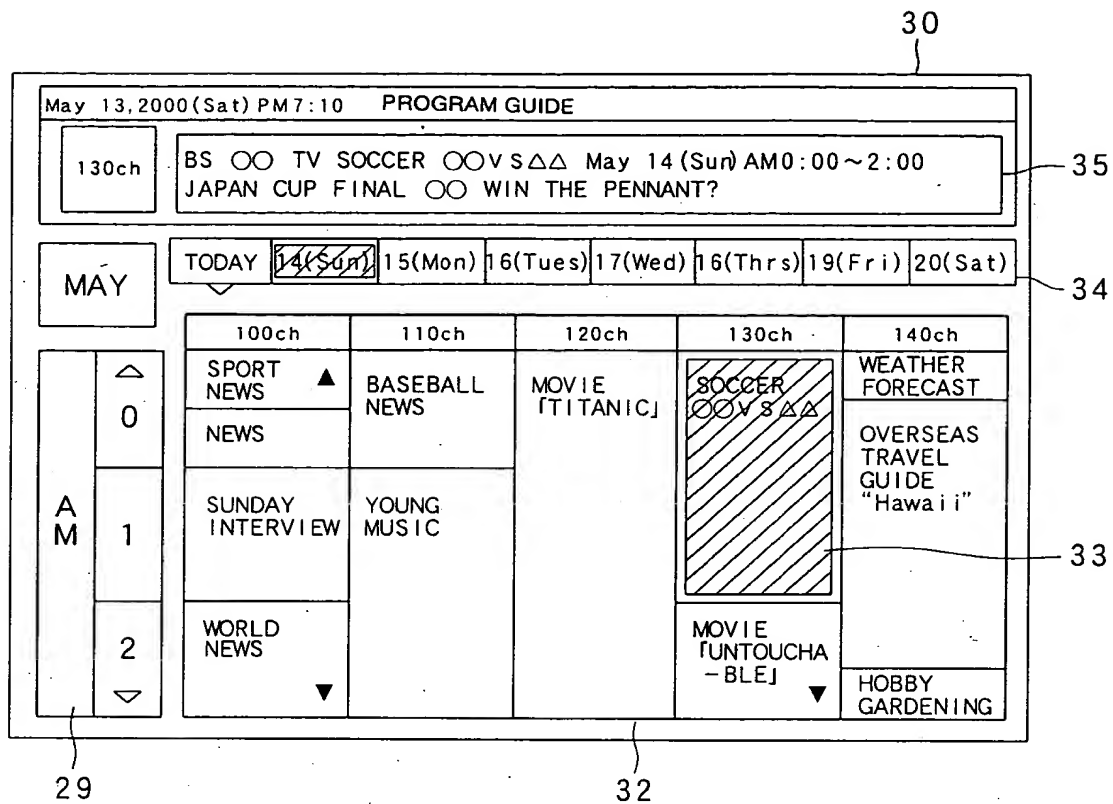 30
May 13,2000(Sat)PM7:10 PROGRAM GUIDE
130ch
BS ○○ TV SOCCER ○○VS△△ May 14(Sun)AM0:00~2:00
JAPAN CUP FINAL ○○ WIN THE PENNANT?
35
MAY
TODAY 14(Sun) 15(Mon) 16(Tues) 17(Wed) 16(Thrs) 19(Fri) 20(Sat)
34
100ch 110ch 120ch 130ch 140ch
AM
0
1
2
SPORT
NEWS ▲
NEWS
SUNDAY
INTERVIEW
WORLD
NEWS
▼
BASEBALL
NEWS
YOUNG
MUSIC
MOVIE
「TITANIC」
SOCCER
○○VS△△
MOVIE
「UNTOUCHA
-BLE」
▼
WEATHER
FORECAST
OVERSEAS
TRAVEL
GUIDE
“Hawaii”
HOBBY
GARDENING
33
29
32